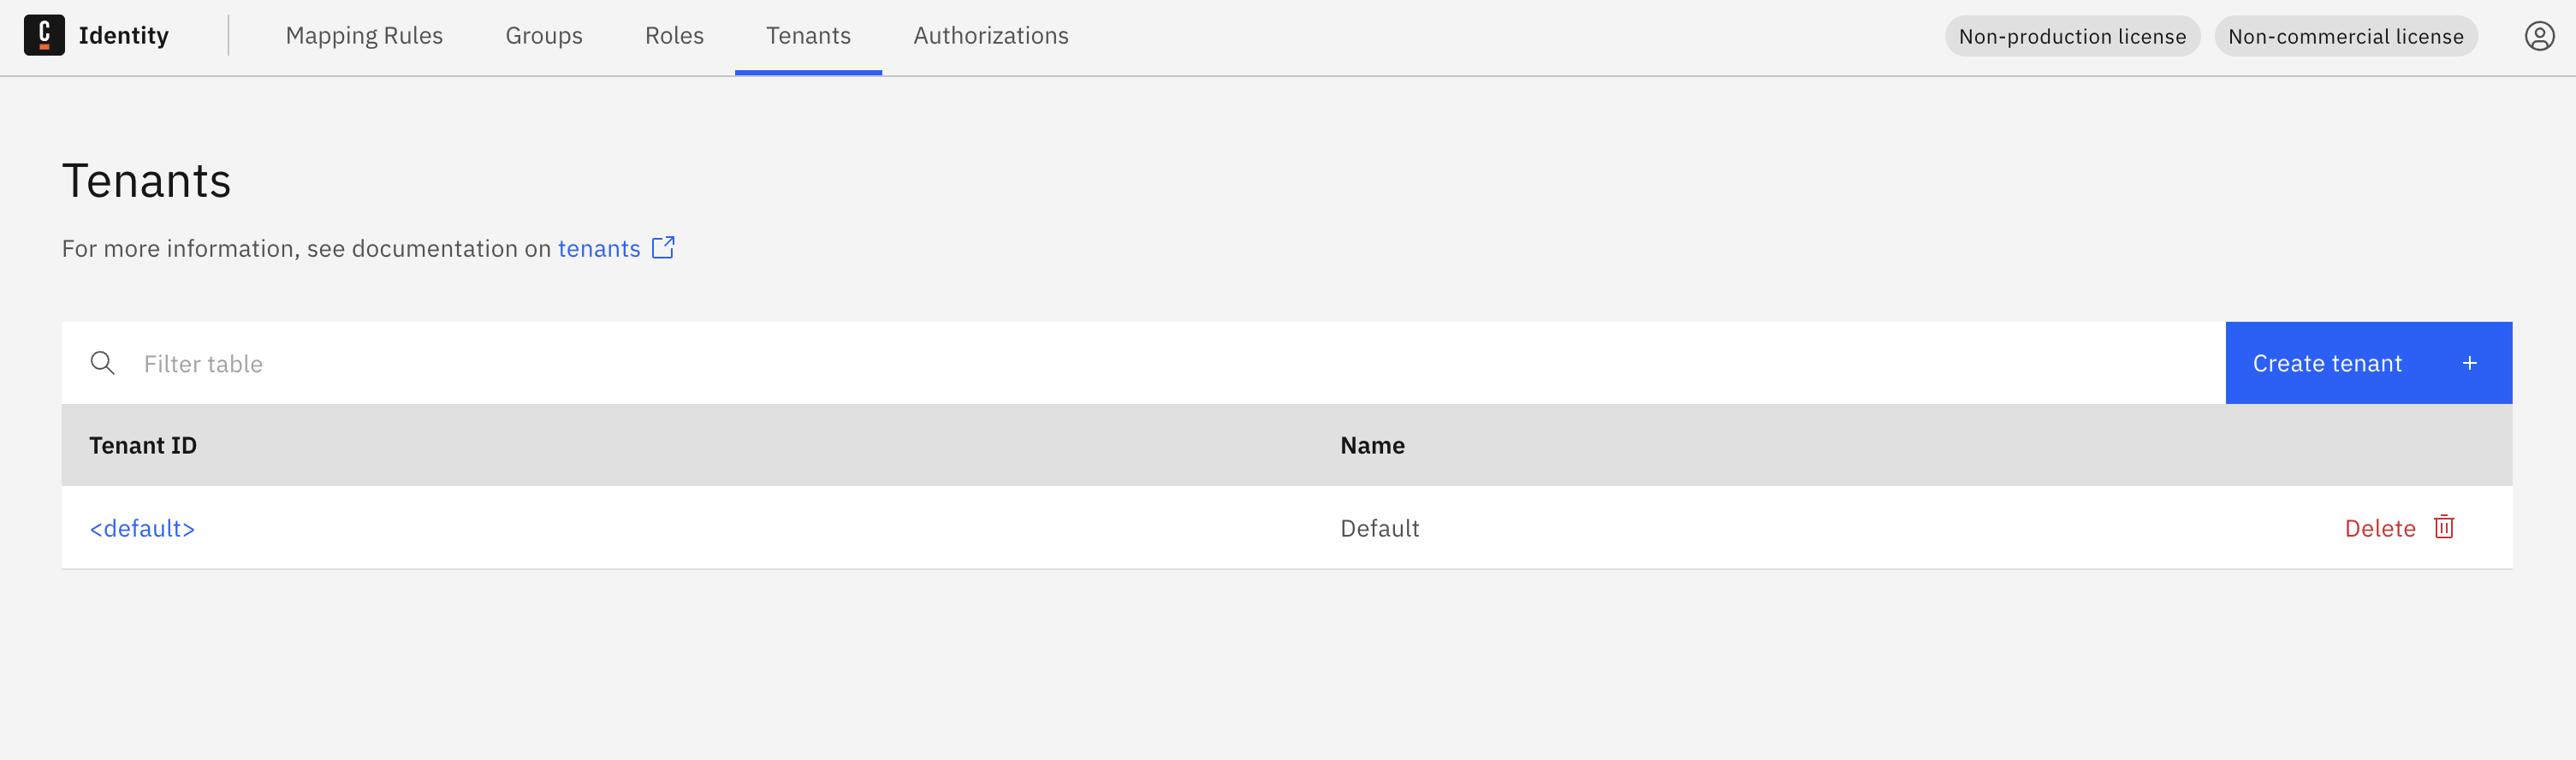 C Identity Mapping Rules Groups Roles Tenants Authorizations Non-production license Non-commercial license
Tenants
For more information, see documentation on tenants
Filter table Create tenant +
Tenant ID Name
<default> Default Delete